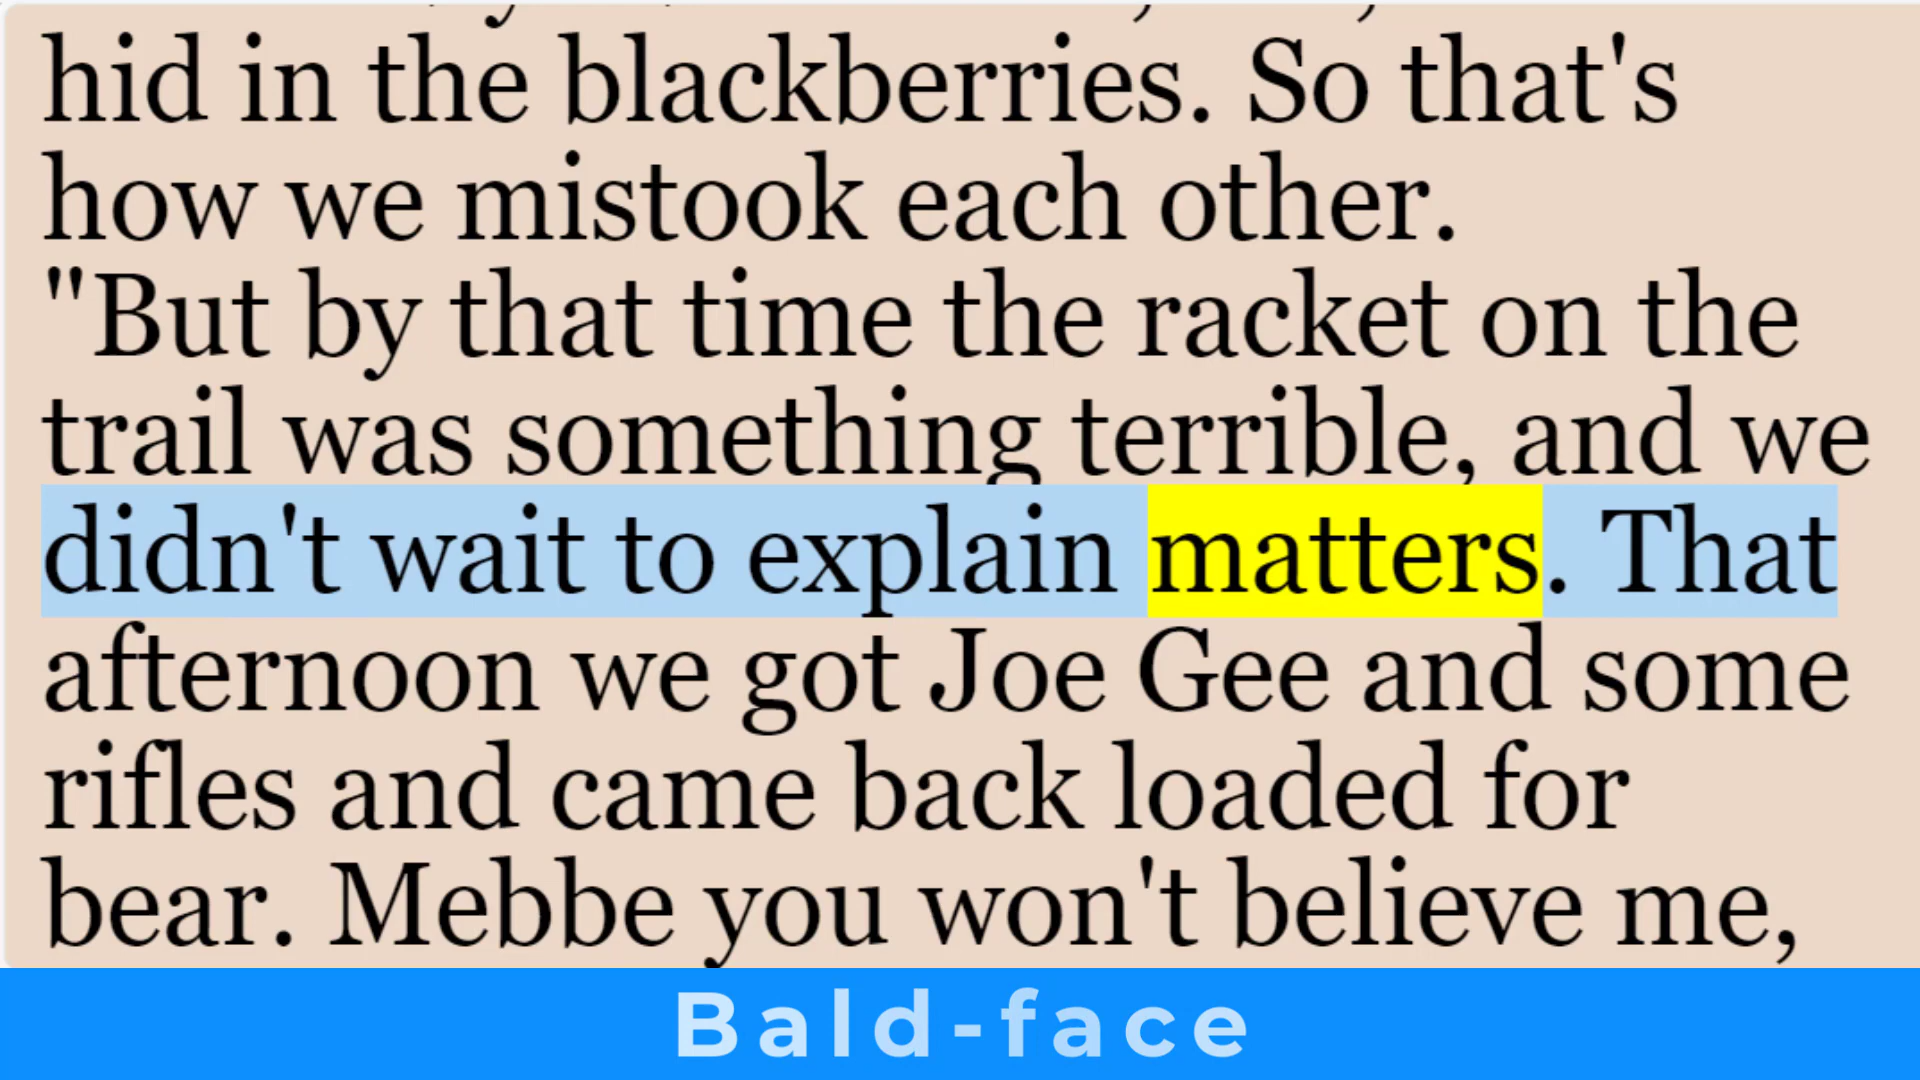 hid in the blackberries. So that's
how we mistook each other.
"But by that time the racket on the
trail was something terrible, and we
didn't wait to explain matters. That
afternoon we got Joe Gee and some
rifles and came back loaded for
bear. Mebbe you won't believe me,
Bald-face